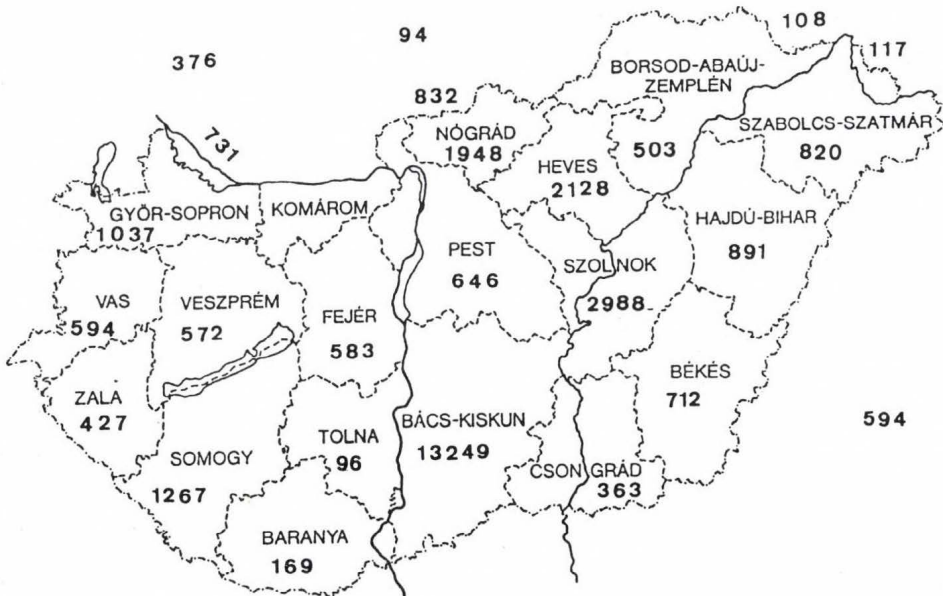 108
94
117
376
BORSOD-ABAÚJ-
ZEMPLÉN
832
731
NÓGRÁD
1948
SZABOLCS-SZATMÁR
820
503
HEVES
2128
GYŐR-SOPRON
1037
KOMÁROM
HAJDÚ-BIHAR
891
PEST
646
SZOLNOK
2988
VAS
594
VESZPRÉM
572
FEJÉR
583
BÉKÉS
712
ZALA
427
594
BÁCS-KISKUN
13249
TOLNA
96
SOMOGY
1267
CSONGRÁD
363
BARANYA
169